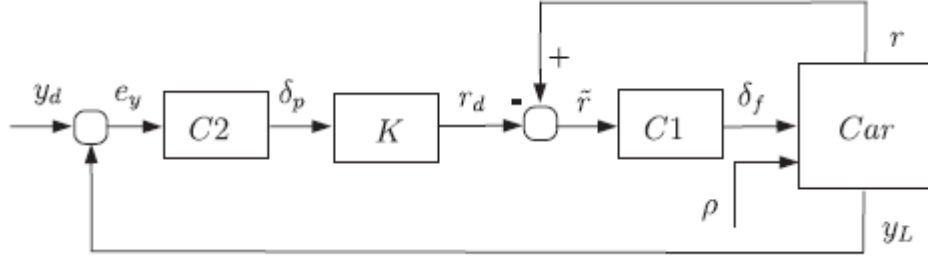 r
+
y_d
e_y
C2
δ_p
K
r_d
-
r̃
C1
δ_f
Car
ρ
y_L